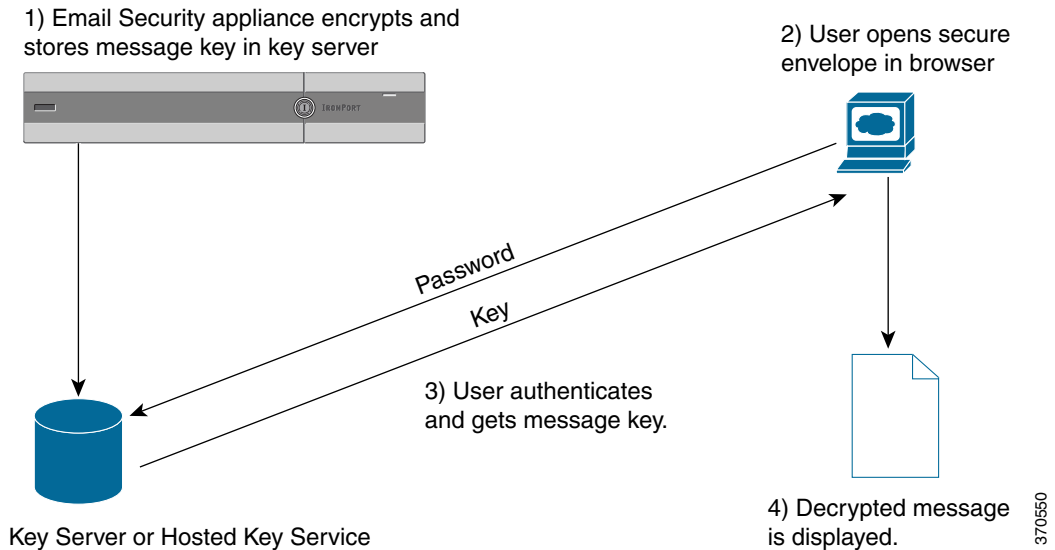 1) Email Security appliance encrypts and
stores message key in key server
2) User opens secure
envelope in browser
IRONPORT
Password
Key
3) User authenticates
and gets message key.
Key Server or Hosted Key Service
4) Decrypted message
is displayed.
370550